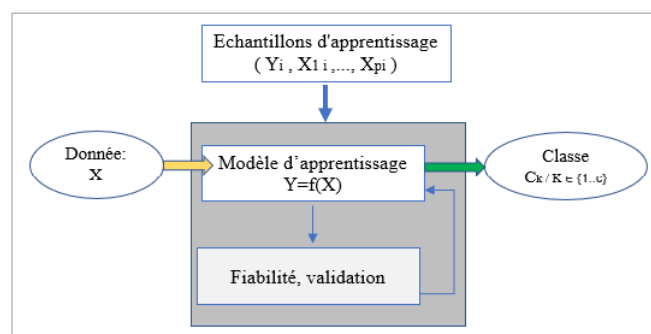 Echantillons d'apprentissage
( Yi , X1 i ,..., Xpi )
Donnée:
X
Modèle d’apprentissage
Y=f(X)
Classe
Ck / K ∈ {1..c}
Fiabilité, validation